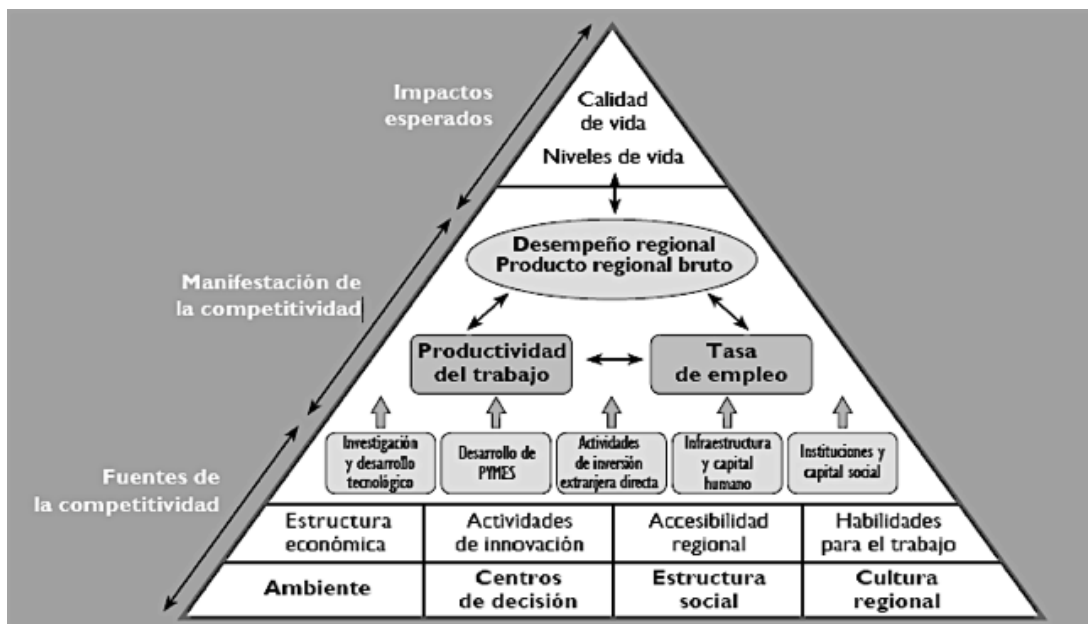 Impactos
esperados
Calidad
de vida
Niveles de vida
Manifestación de
la competitividad
Desempeño regional
Producto regional bruto
Productividad
del trabajo
Tasa
de empleo
Fuentes de
la competitividad
Investigación
y desarrollo
tecnológico
Desarrollo de
PYMES
Actividades
de inversión
extranjera directa
Infraestructura
y capital
humano
Instituciones y
capital social
Estructura
económica
Actividades
de innovación
Accesibilidad
regional
Habilidades
para el trabajo
Ambiente
Centros
de decisión
Estructura
social
Cultura
regional